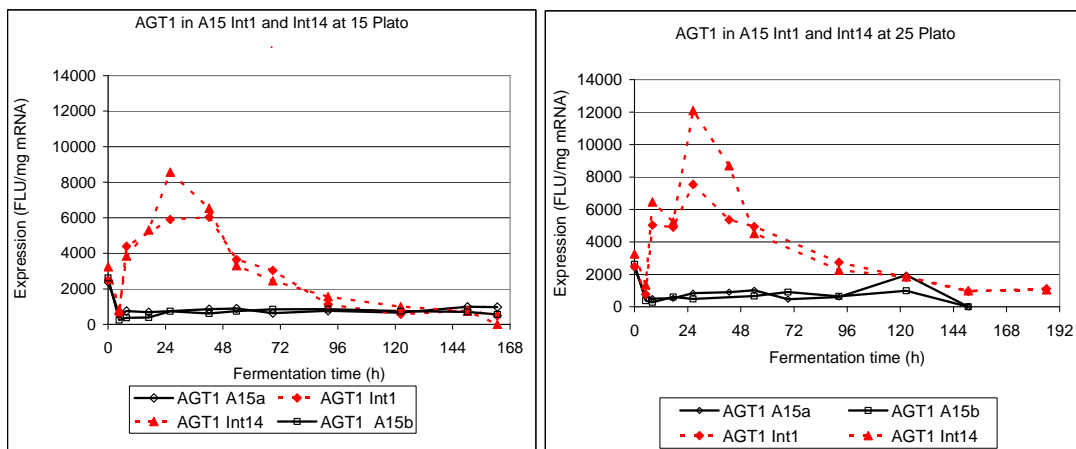 AGT1 in A15 Int1 and Int14 at 15 Plato
14000
12000
10000
8000
6000
4000
2000
0
Expression (FLU/mg mRNA)
0 24 48 72 96 120 144 168
Fermentation time (h)
AGT1 A15a AGT1 Int1
AGT1 Int14 AGT1 A15b
AGT1 in A15 Int1 and Int14 at 25 Plato
14000
12000
10000
8000
6000
4000
2000
0
Expression (FLU/mg mRNA)
0 24 48 72 96 120 144 168 192
Fermentation time (h)
AGT1 A15a AGT1 A15b
AGT1 Int1 AGT1 Int14